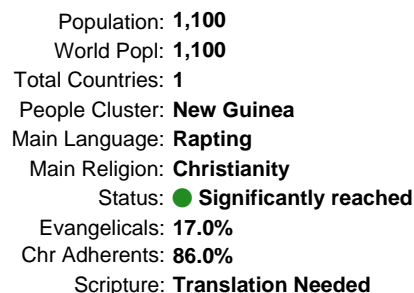 Population: 1,100
World Popl: 1,100
Total Countries: 1
People Cluster: New Guinea
Main Language: Rapting
Main Religion: Christianity
Status: Significantly reached
Evangelicals: 17.0%
Chr Adherents: 86.0%
Scripture: Translation Needed